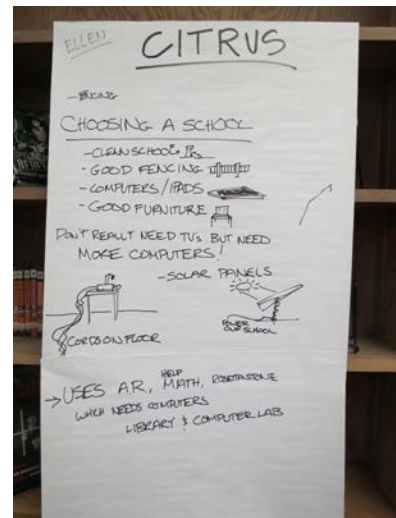 ELLEN
CITRUS
CHOOSING A SCHOOL
- CLEAN SCHOOLS
- GOOD FENCING
- COMPUTERS/IPADS
- GOOD FURNITURE
DON'T REALLY NEED TVs BUT NEED
MORE COMPUTERS!
- SOLAR PANELS
POWER
OUR SCHOOL
CORDS ON FLOOR
HELP
→ USES A.R., MATH, ROSETTA STONE
WHICH NEEDS COMPUTERS
LIBRARY & COMPUTER LAB